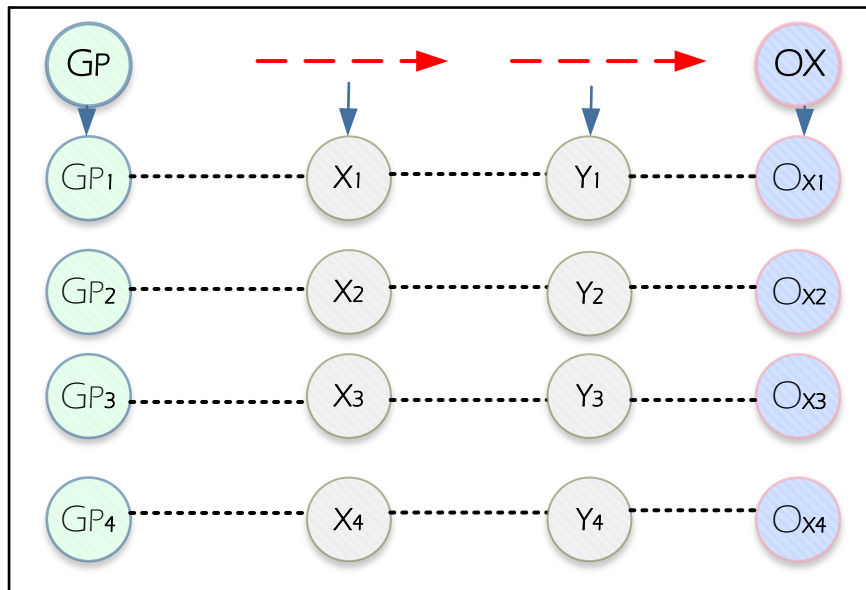 GP OX
GP1 X1 Y1 Ox1
GP2 X2 Y2 Ox2
GP3 X3 Y3 Ox3
GP4 X4 Y4 Ox4